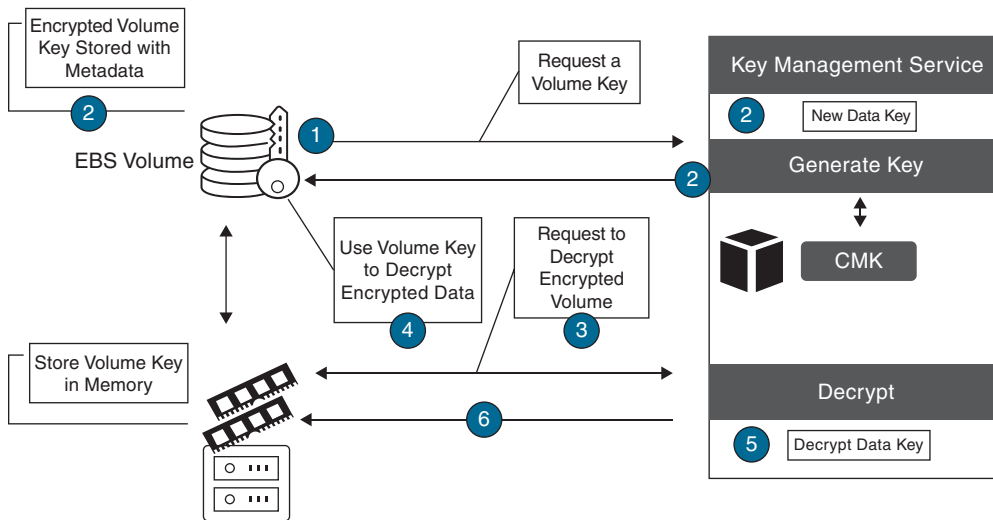 Encrypted Volume
Key Stored with
Metadata
2
EBS Volume
1
Request a
Volume Key
Key Management Service
2
New Data Key
2
Generate Key
CMK
Use Volume Key
to Decrypt
Encrypted Data
4
Request to
Decrypt
Encrypted
Volume
3
Store Volume Key
in Memory
6
Decrypt
5
Decrypt Data Key